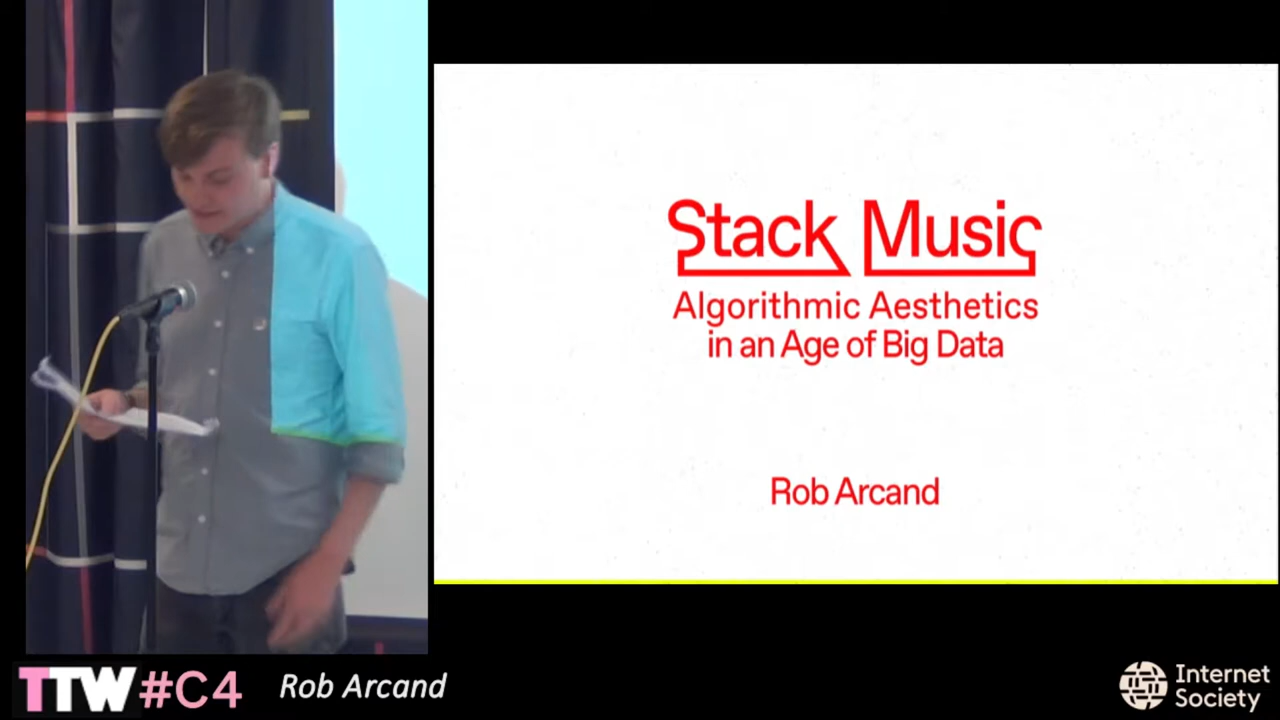 Stack Music
Algorithmic Aesthetics
in an Age of Big Data
Rob Arcand
TTW#C4
Rob Arcand
Internet
Society